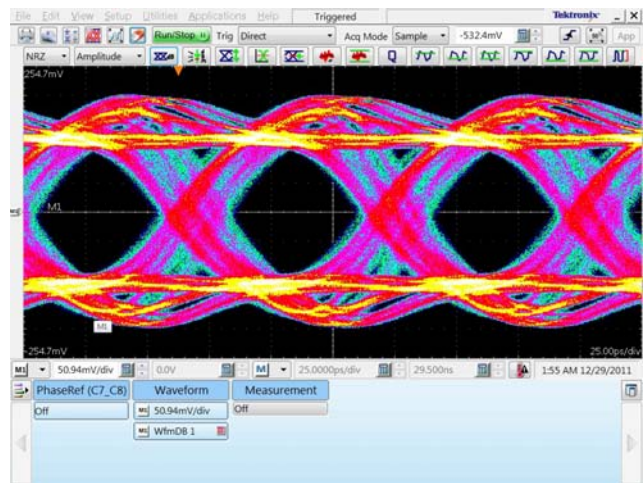 File Edit View Setup Utilities Applications Help Triggered Tektronix
Run/Stop Trig Direct Acq Mode Sample -532.4mV App
NRZ Amplitude
254.7mV
M1
M1
-254.7mV 25.00ps/div
M1 50.94mV/div 0.0V M 25.0000ps/div 29.500ns 1:55 AM 12/29/2011
PhaseRef (C7_C8) Waveform Measurement
Off M1 50.94mV/div Off
M1 WfmDB 1